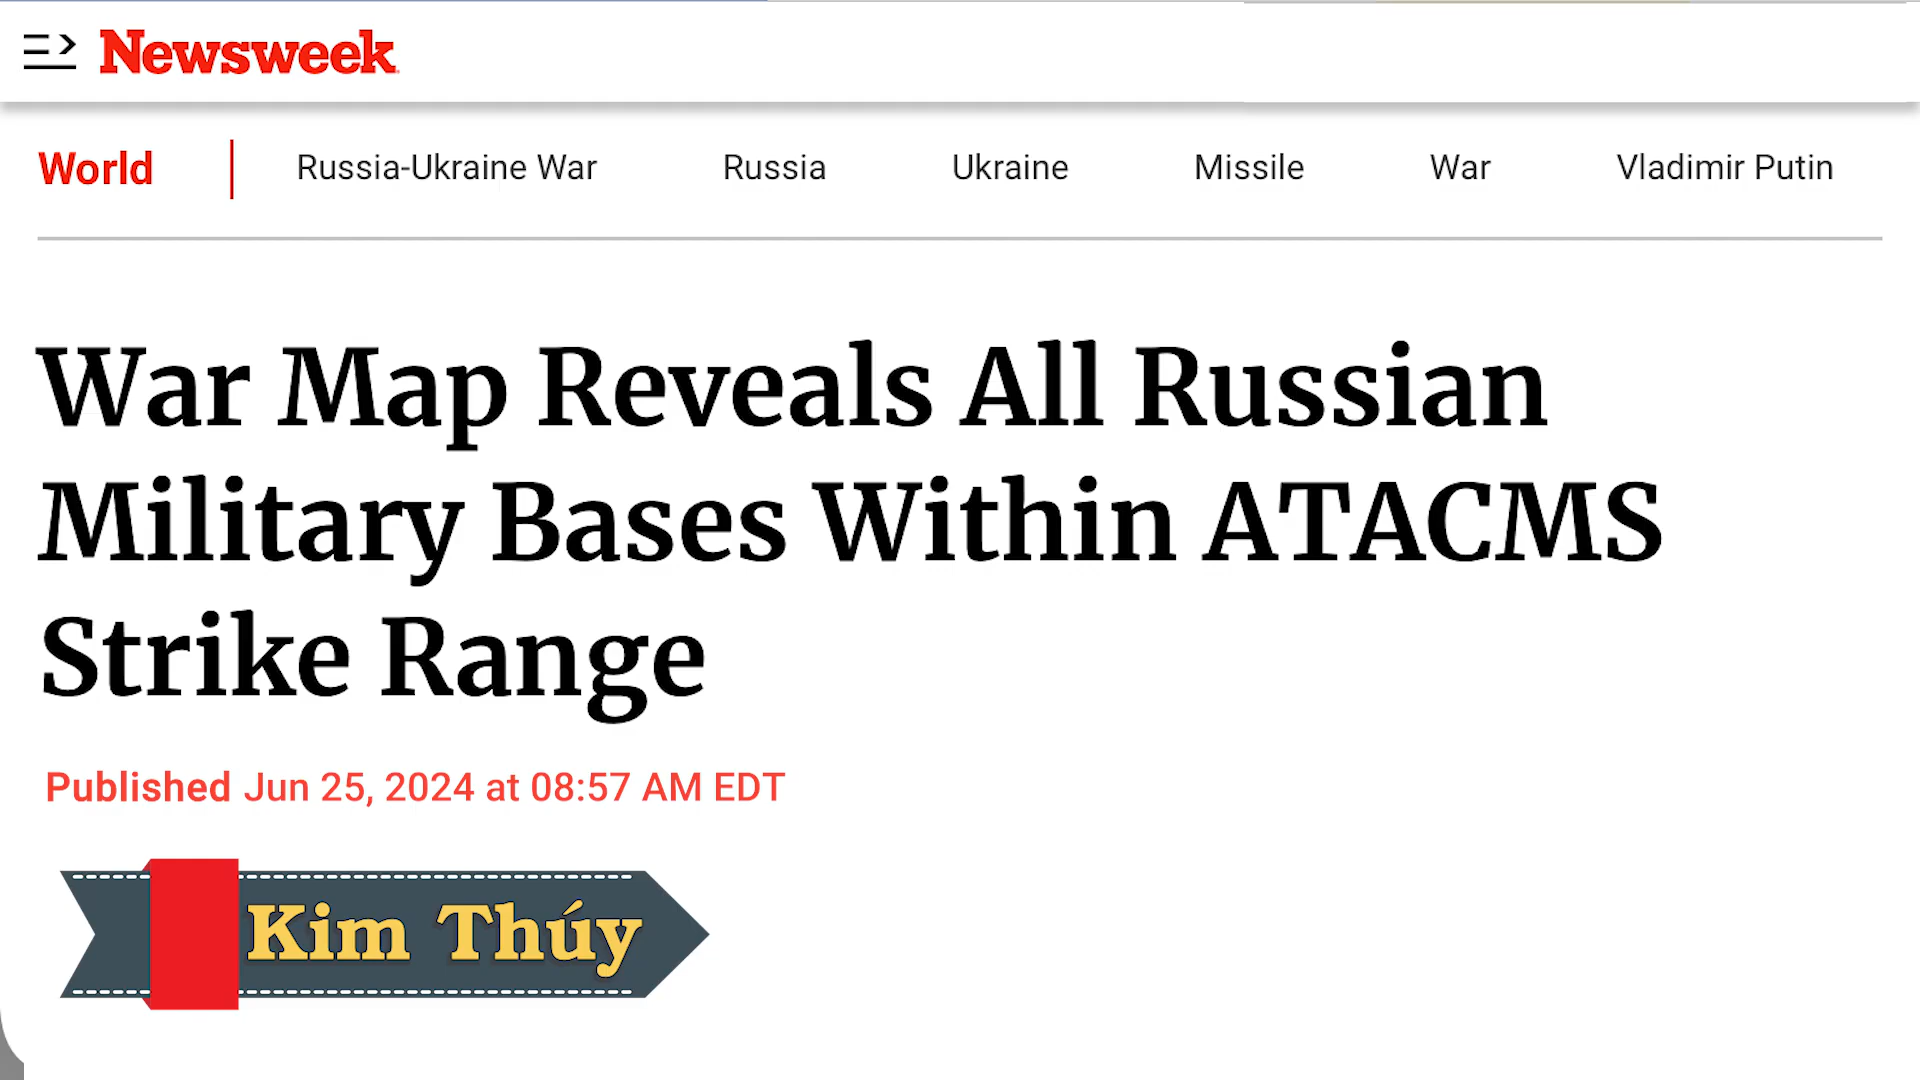 Newsweek
World Russia-Ukraine War Russia Ukraine Missile War Vladimir Putin
War Map Reveals All Russian
Military Bases Within ATACMS
Strike Range
Published Jun 25, 2024 at 08:57 AM EDT
Kim Thúy